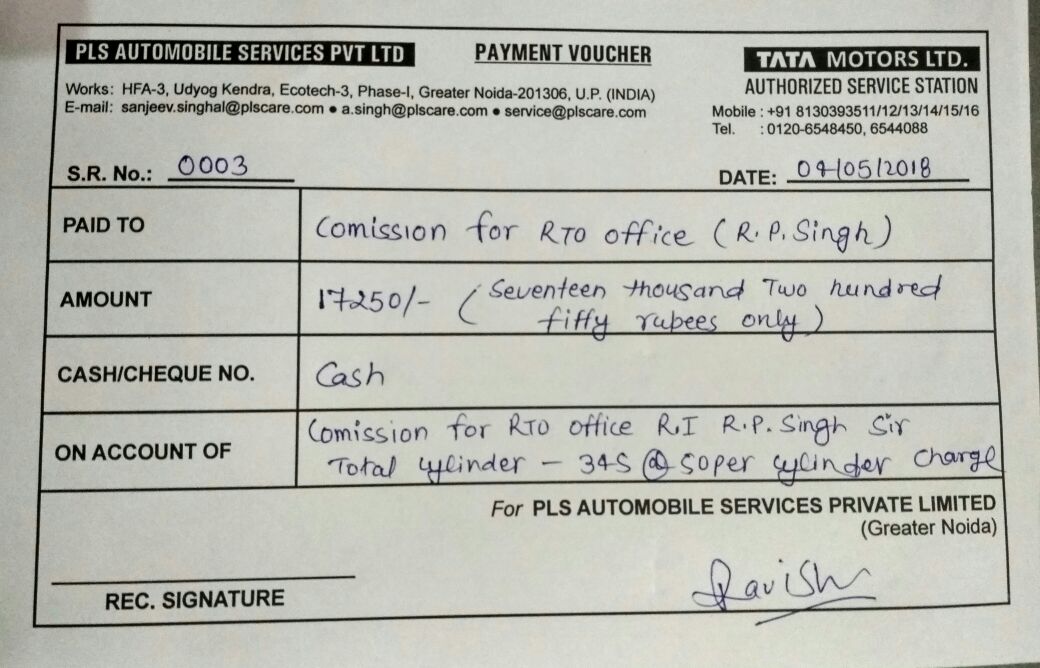 PLS AUTOMOBILE SERVICES PVT LTD
PAYMENT VOUCHER
TATA MOTORS LTD.
AUTHORIZED SERVICE STATION
Works: HFA-3, Udyog Kendra, Ecotech-3, Phase-I, Greater Noida-201306, U.P. (INDIA)
E-mail: sanjeev.singhal@plscare.com ● a.singh@plscare.com ● service@plscare.com
Mobile : +91 8130393511/12/13/14/15/16
Tel. : 0120-6548450, 6544088
S.R. No.: 0003
DATE: 04/05/2018
PAID TO
Comission for RTO office (R.P. Singh)
AMOUNT
17250/- (Seventeen thousand Two hundred
fiffy rupees only)
CASH/CHEQUE NO.
Cash
ON ACCOUNT OF
Comission for RTO office R.I R.P. Singh Sir
Total cylinder - 345 @ 50 per cylinder charge
For PLS AUTOMOBILE SERVICES PRIVATE LIMITED
(Greater Noida)
Ravish
REC. SIGNATURE